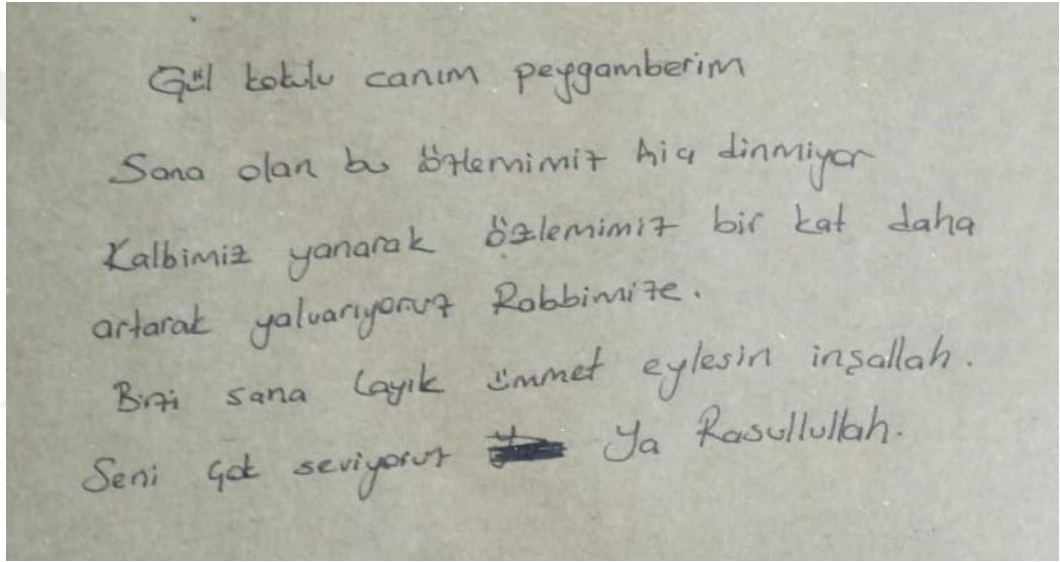 Gül kokulu canım peygamberim
Sana olan bu özlemimiz hiç dinmiyor
Kalbimiz yanarak özlemimiz bir kat daha
artarak yalvarıyoruz Rabbimize.
Bizi sana layık ümmet eylesin inşallah.
Seni çok seviyoruz Ya Rasullullah.